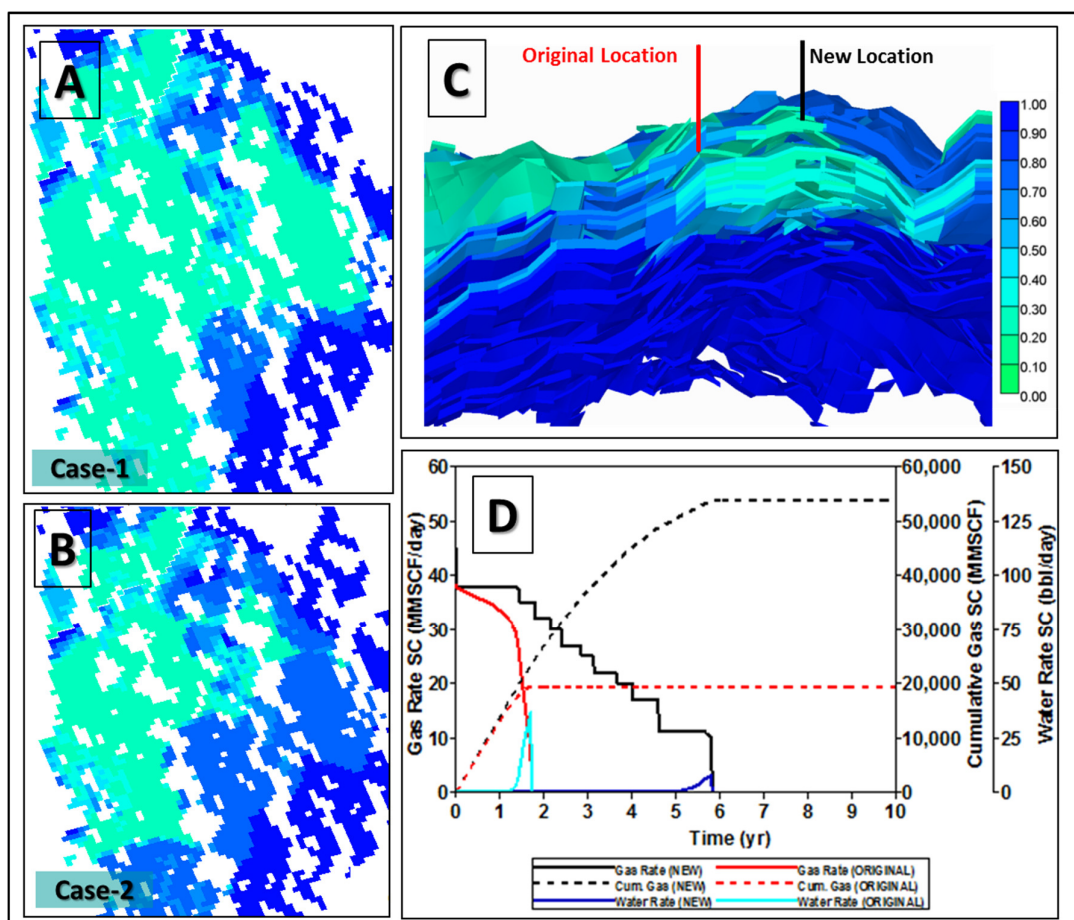 A
Case-1
B
Case-2
C
Original Location
New Location
1.00
0.90
0.80
0.70
0.60
0.50
0.40
0.30
0.20
0.10
0.00
D
Gas Rate SC (MMSCF/day)
60
50
40
30
20
10
0
0 1 2 3 4 5 6 7 8 9 10
Time (yr)
60,000
50,000
40,000
30,000
20,000
10,000
0
Cumulative Gas SC (MMSCF)
150
125
100
75
50
25
0
Water Rate SC (bbl/day)
Gas Rate (NEW) Gas Rate (ORIGINAL)
Cum. Gas (NEW) Cum. Gas (ORIGINAL)
Water Rate (NEW) Water Rate (ORIGINAL)